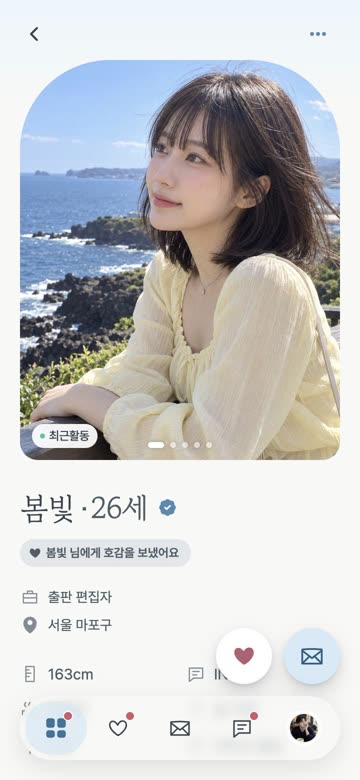 최근활동
봄빛 · 26세
봄빛 님에게 호감을 보냈어요
출판 편집자
서울 마포구
163cm